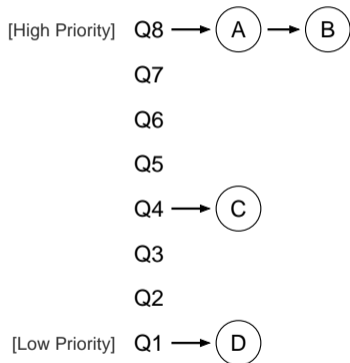 [High Priority] Q8 A B
Q7
Q6
Q5
Q4 C
Q3
Q2
[Low Priority] Q1 D